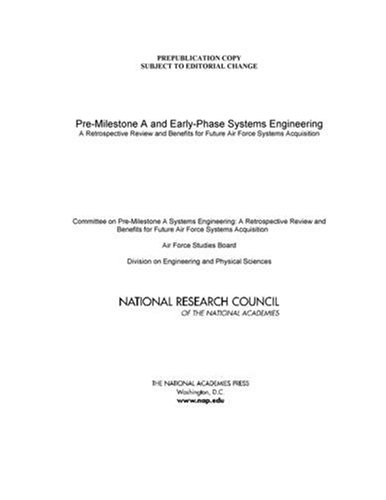 PREPUBLICATION COPY
SUBJECT TO EDITORIAL CHANGE
Pre-Milestone A and Early-Phase Systems Engineering
A Retrospective Review and Benefits for Future Air Force Systems Acquisition
Committee on Pre-Milestone A Systems Engineering: A Retrospective Review and
Benefits for Future Air Force Systems Acquisition
Air Force Studies Board
Division on Engineering and Physical Sciences
NATIONAL RESEARCH COUNCIL
OF THE NATIONAL ACADEMIES
THE NATIONAL ACADEMIES PRESS
Washington, D.C.
www.nap.edu